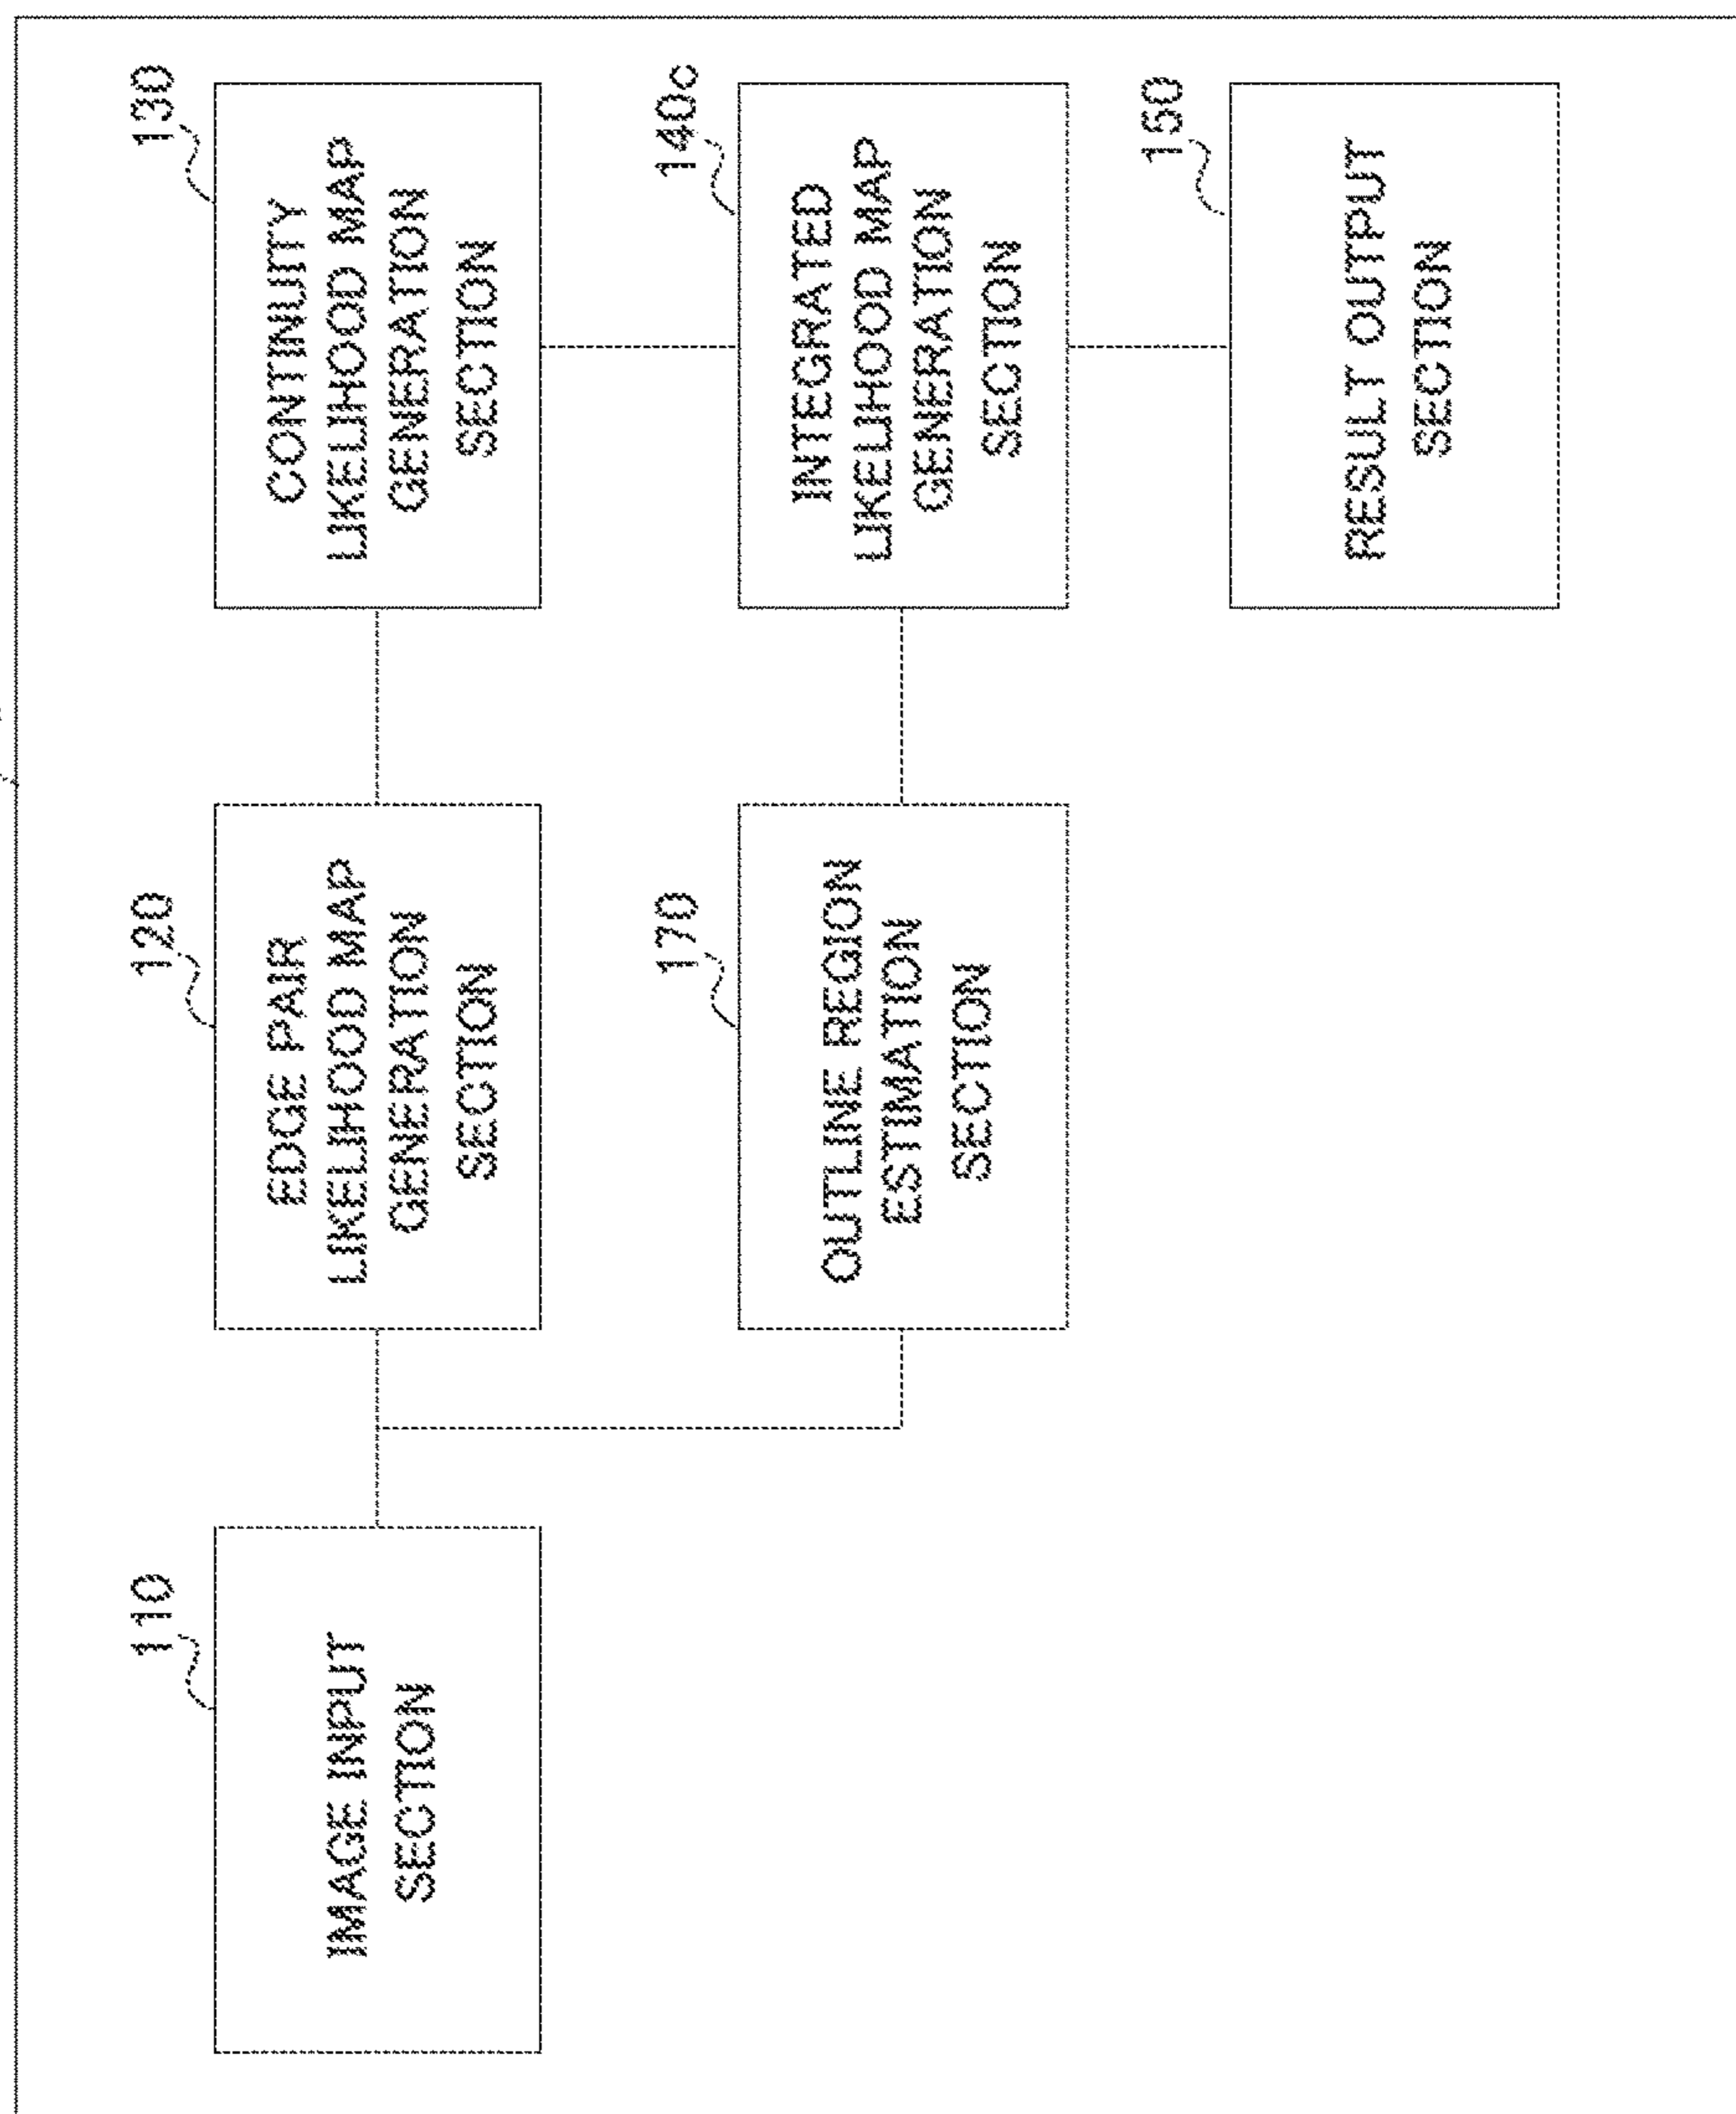 110
IMAGE INPUT
SECTION
120
EDGE PAIR
LIKELIHOOD MAP
GENERATION
SECTION
130
CONTINUITY
LIKELIHOOD MAP
GENERATION
SECTION
170
OUTLINE REGION
ESTIMATION
SECTION
140c
INTEGRATED
LIKELIHOOD MAP
GENERATION
SECTION
150
RESULT OUTPUT
SECTION